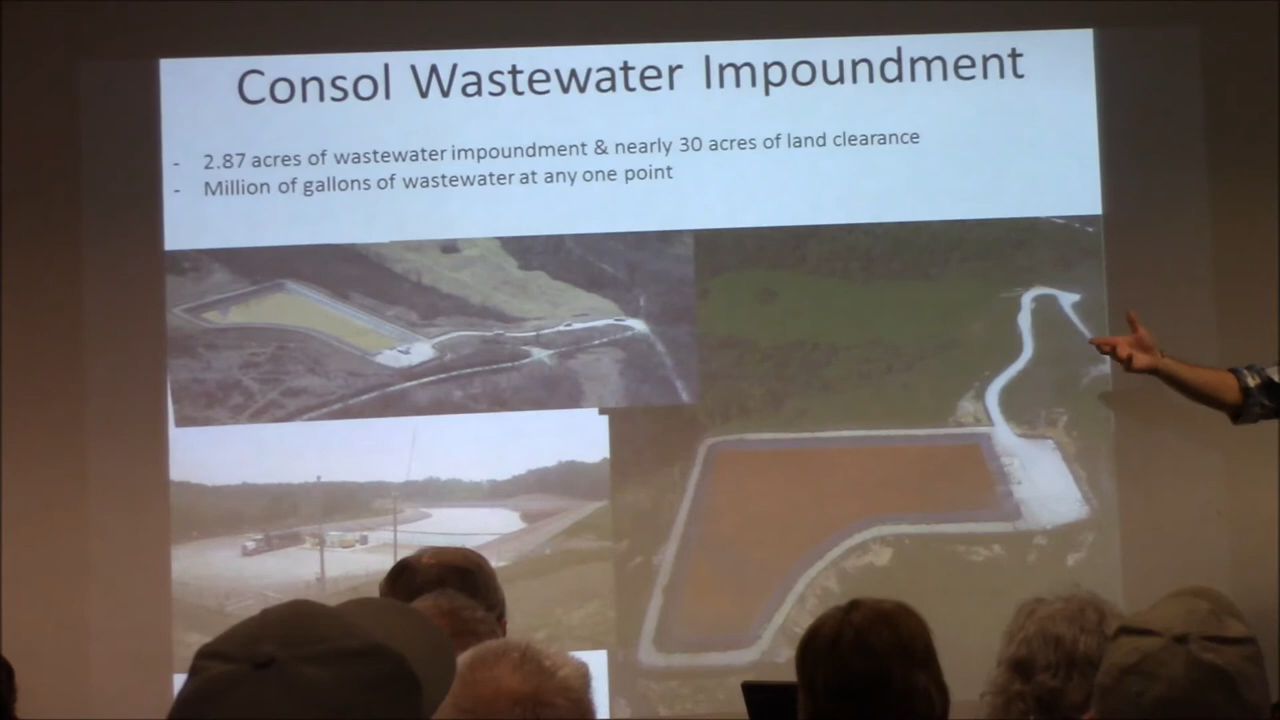 Consol Wastewater Impoundment
- 2.87 acres of wastewater impoundment & nearly 30 acres of land clearance
- Million of gallons of wastewater at any one point